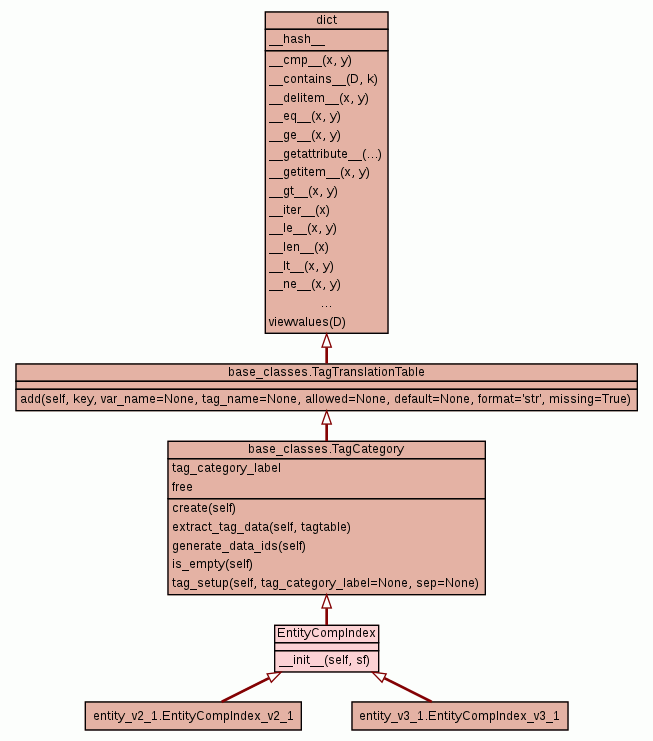 dict
__hash__
__cmp__(x, y)
__contains__(D, k)
__delitem__(x, y)
__eq__(x, y)
__ge__(x, y)
__getattribute__(...)
__getitem__(x, y)
__gt__(x, y)
__iter__(x)
__le__(x, y)
__len__(x)
__lt__(x, y)
__ne__(x, y)
...
viewvalues(D)
base_classes.TagTranslationTable
add(self, key, var_name=None, tag_name=None, allowed=None, default=None, format='str', missing=True)
base_classes.TagCategory
tag_category_label
free
create(self)
extract_tag_data(self, tagtable)
generate_data_ids(self)
is_empty(self)
tag_setup(self, tag_category_label=None, sep=None)
EntityCompIndex
__init__(self, sf)
entity_v2_1.EntityCompIndex_v2_1
entity_v3_1.EntityCompIndex_v3_1